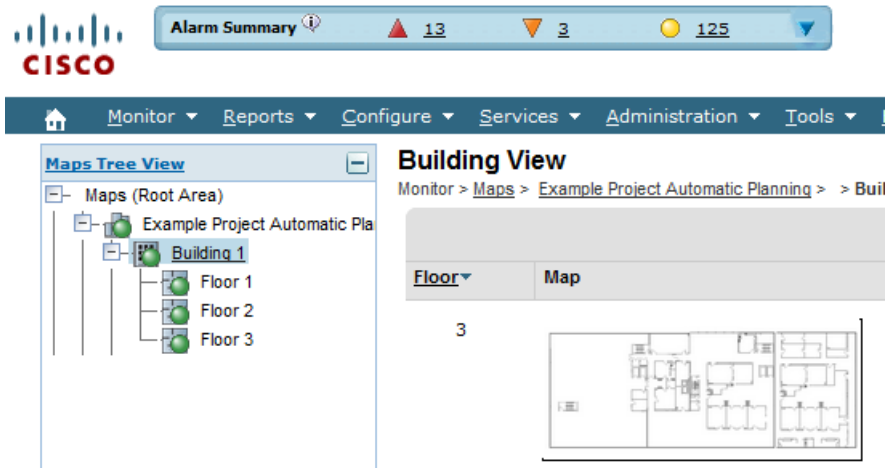 Alarm Summary 13 3 125
CISCO
Monitor Reports Configure Services Administration Tools
Maps Tree View
Maps (Root Area)
Example Project Automatic Pla
Building 1
Floor 1
Floor 2
Floor 3
Building View
Monitor > Maps > Example Project Automatic Planning > > Buil
Floor Map
3